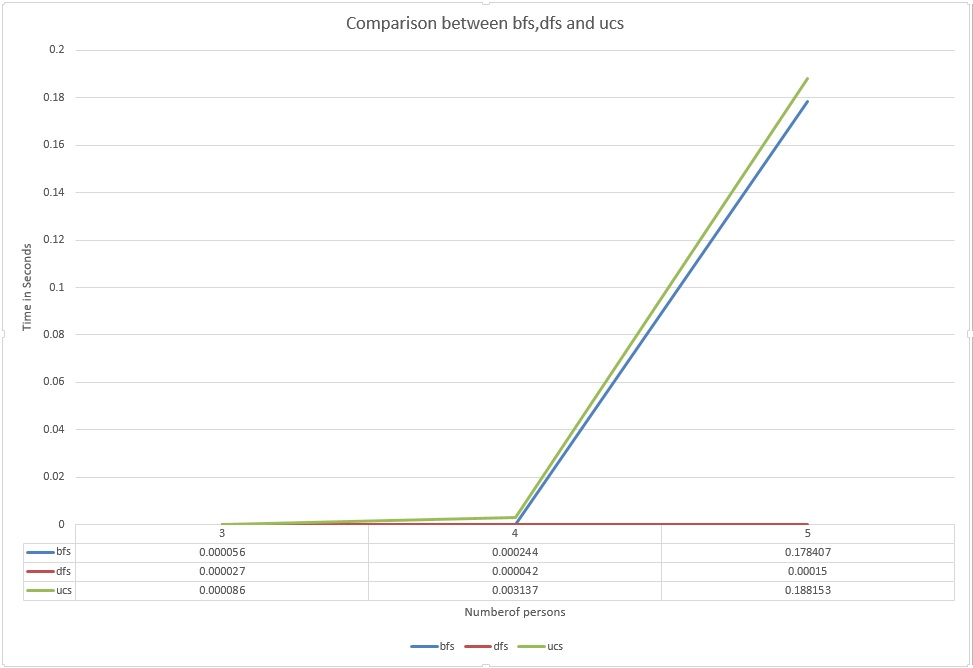 Comparison between bfs,dfs and ucs
0.2
0.18
0.16
0.14
0.12
0.1
0.08
0.06
0.04
0.02
0
Time in Seconds
3 4 5
bfs 0.000056 0.000244 0.178407
dfs 0.000027 0.000042 0.00015
ucs 0.000086 0.003137 0.188153
Numberof persons
bfs dfs ucs